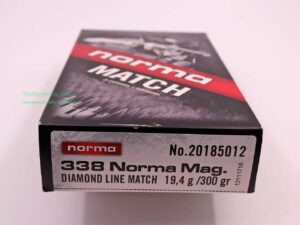 norma
MATCH
norma
No.20185012
338 Norma Mag.
DIAMOND LINE MATCH 19,4 g /300 gr